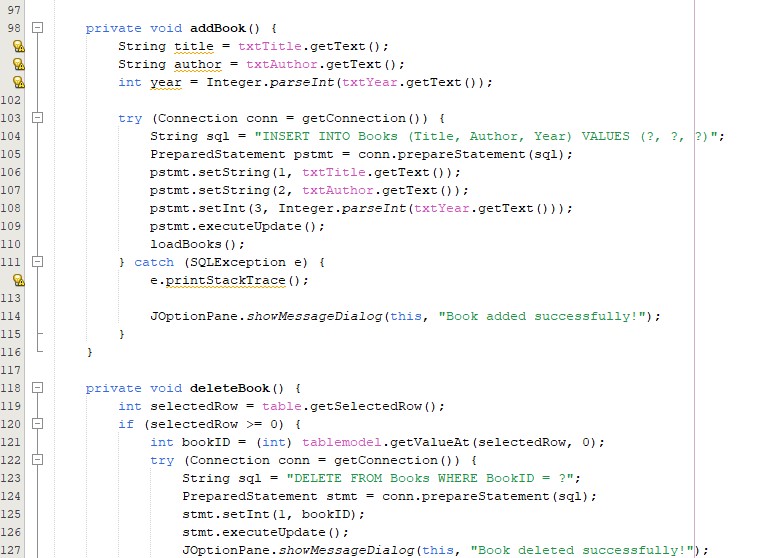 97
98 private void addBook() {
String title = txtTitle.getText();
String author = txtAuthor.getText();
int year = Integer.parseInt(txtYear.getText());
102
103 try (Connection conn = getConnection()) {
104 String sql = "INSERT INTO Books (Title, Author, Year) VALUES (?, ?, ?)";
105 PreparedStatement pstmt = conn.prepareStatement(sql);
106 pstmt.setString(1, txtTitle.getText());
107 pstmt.setString(2, txtAuthor.getText());
108 pstmt.setInt(3, Integer.parseInt(txtYear.getText()));
109 pstmt.executeUpdate();
110 loadBooks();
111 } catch (SQLException e) {
e.printStackTrace();
113
114 JOptionPane.showMessageDialog(this, "Book added successfully!");
115 }
116 }
117
118 private void deleteBook() {
119 int selectedRow = table.getSelectedRow();
120 if (selectedRow >= 0) {
121 int bookID = (int) tablemodel.getValueAt(selectedRow, 0);
122 try (Connection conn = getConnection()) {
123 String sql = "DELETE FROM Books WHERE BookID = ?";
124 PreparedStatement stmt = conn.prepareStatement(sql);
125 stmt.setInt(1, bookID);
126 stmt.executeUpdate();
127 JOptionPane.showMessageDialog(this, "Book deleted successfully!");